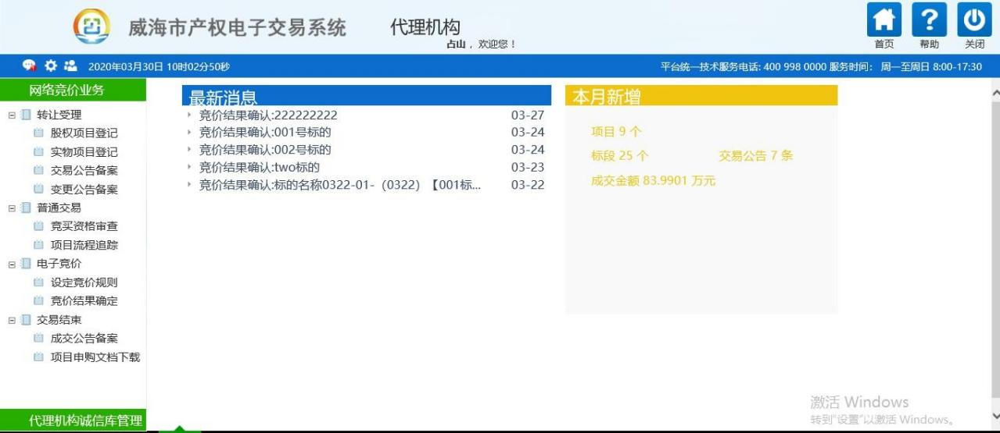 威海市产权电子交易系统
代理机构
占山，欢迎您！
首页
帮助
关闭
2020年03月30日 10时02分50秒
平台统一技术服务电话: 400 998 0000 服务时间： 周一至周日 8:00-17:30
网络竞价业务
转让受理
股权项目登记
实物项目登记
交易公告备案
变更公告备案
普通交易
竞买资格审查
项目流程追踪
电子竞价
设定竞价规则
竞价结果确定
交易结束
成交公告备案
项目申购文档下载
代理机构诚信库管理
最新消息
竞价结果确认:222222222 03-27
竞价结果确认:001号标的 03-24
竞价结果确认:002号标的 03-24
竞价结果确认:two标的 03-23
竞价结果确认:标的名称0322-01-（0322）【001标... 03-22
本月新增
项目 9 个
标段 25 个 交易公告 7 条
成交金额 83.9901 万元
激活 Windows
转到"设置"以激活 Windows。